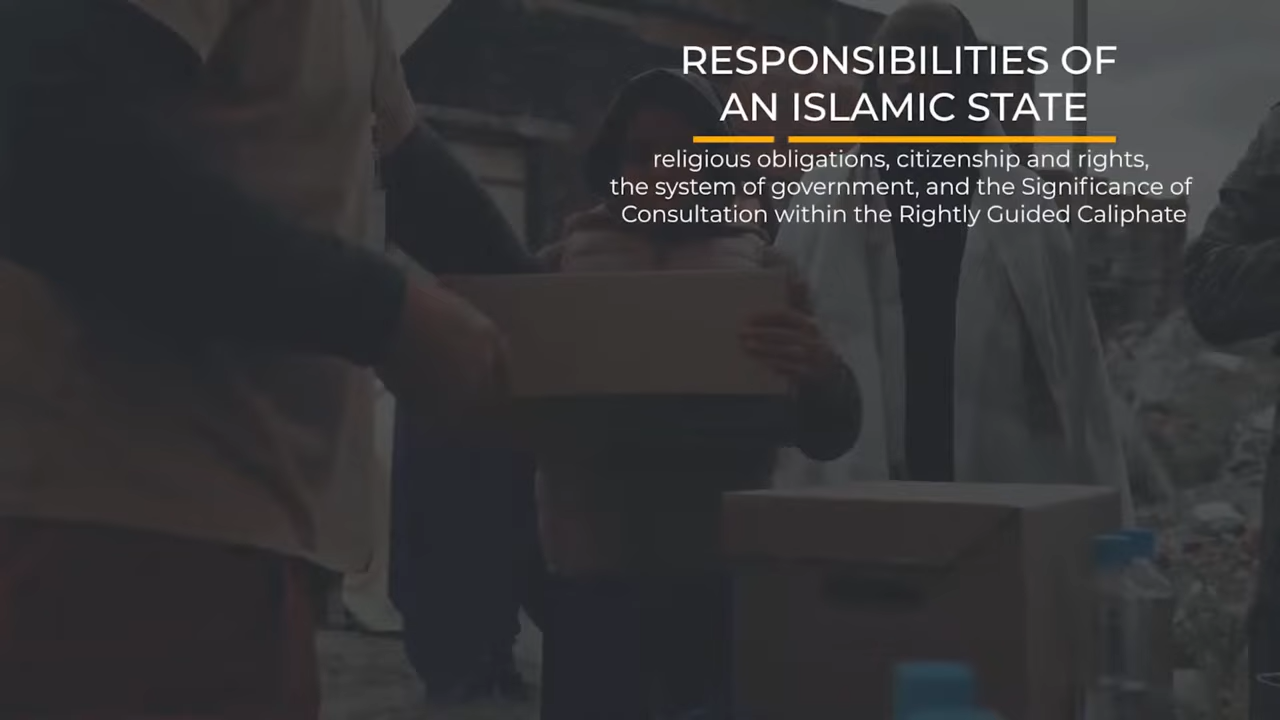 RESPONSIBILITIES OF
AN ISLAMIC STATE
religious obligations, citizenship and rights,
the system of government, and the Significance of
Consultation within the Rightly Guided Caliphate